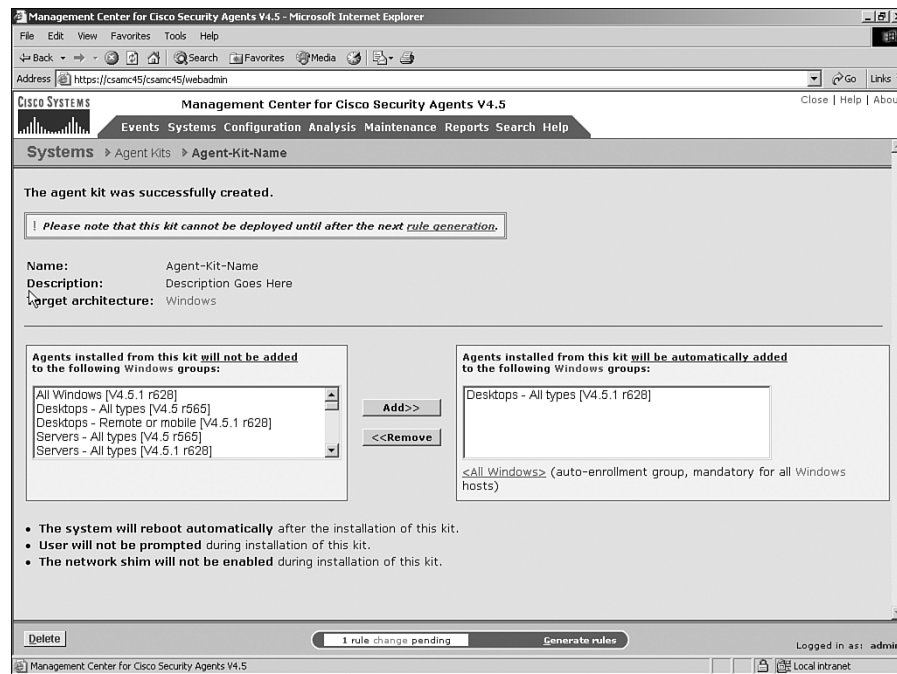 Management Center for Cisco Security Agents V4.5 - Microsoft Internet Explorer
File Edit View Favorites Tools Help
Back Search Favorites Media
Address https://csamc45/csamc45/webadmin Go Links
CISCO SYSTEMS Management Center for Cisco Security Agents V4.5 Close | Help | Abou
Events Systems Configuration Analysis Maintenance Reports Search Help
Systems > Agent Kits > Agent-Kit-Name
The agent kit was successfully created.
! Please note that this kit cannot be deployed until after the next rule generation.
Name: Agent-Kit-Name
Description: Description Goes Here
Target architecture: Windows
Agents installed from this kit will not be added
to the following Windows groups:
All Windows [V4.5.1 r628]
Desktops - All types [V4.5 r565]
Desktops - Remote or mobile [V4.5.1 r628]
Servers - All types [V4.5 r565]
Servers - All types [V4.5.1 r628]
Add>>
<<Remove
Agents installed from this kit will be automatically added
to the following Windows groups:
Desktops - All types [V4.5.1 r628]
<All Windows> (auto-enrollment group, mandatory for all Windows
hosts)
• The system will reboot automatically after the installation of this kit.
• User will not be prompted during installation of this kit.
• The network shim will not be enabled during installation of this kit.
Delete 1 rule change pending Generate rules Logged in as: admin
Management Center for Cisco Security Agents V4.5 Local intranet